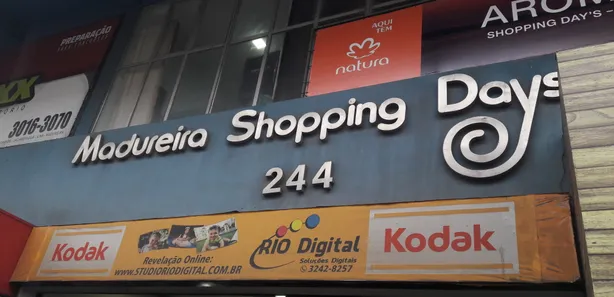 PREPARAÇÃO
AQUI
TEM
natura
AROM
SHOPPING DAY'S
XX
3016-3070
Madureira Shopping Days
244
Kodak
Revelação Online:
WWW.STUDIORIODIGITAL.COM.BR
RIO Digital
Soluções Digitais
3242-8257
Kodak